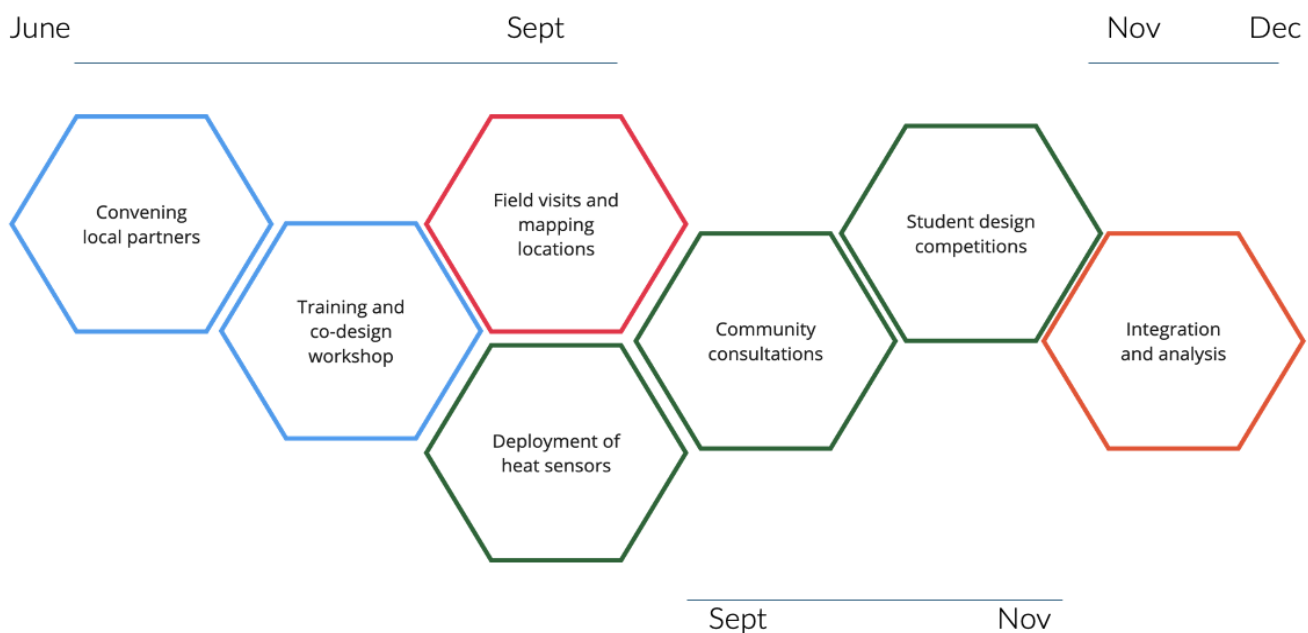 June
Sept
Nov
Dec
Convening
local partners
Training and
co-design
workshop
Field visits and
mapping
locations
Deployment of
heat sensors
Community
consultations
Student design
competitions
Integration
and analysis
Sept
Nov